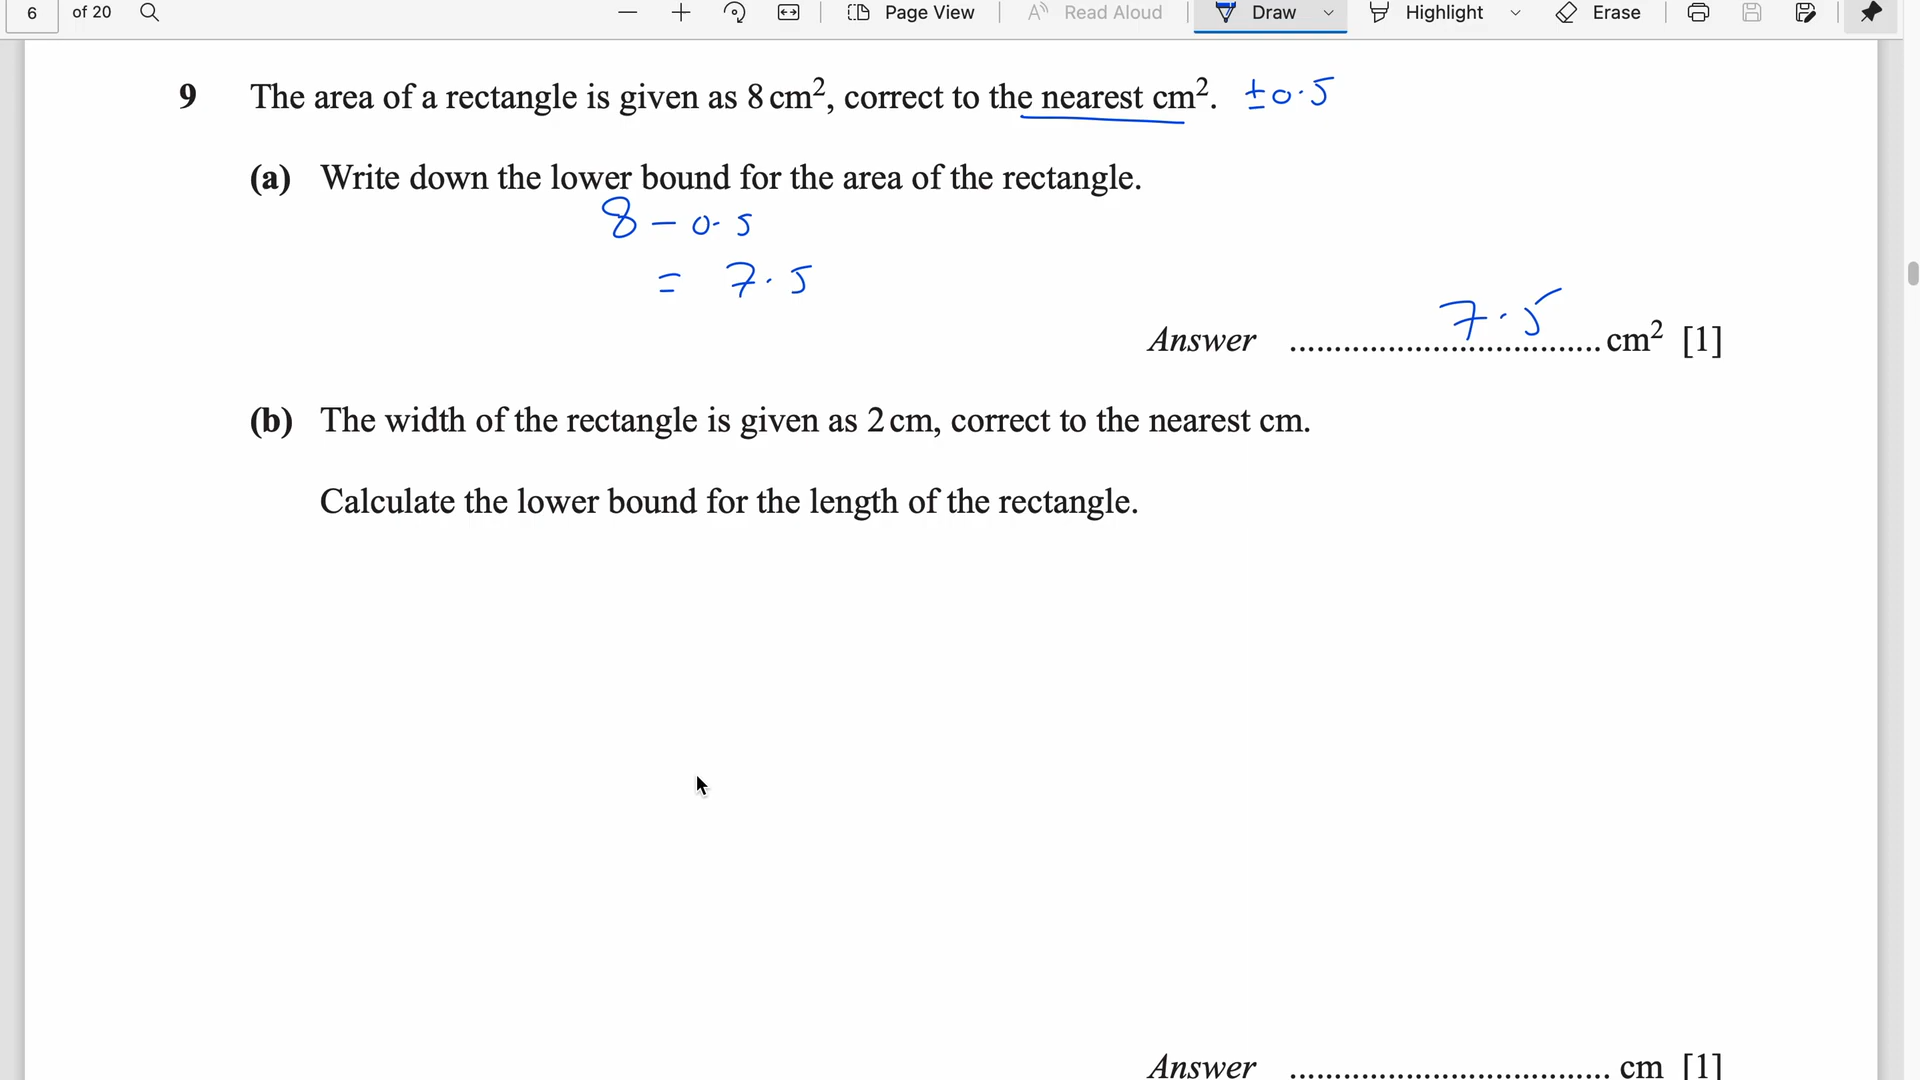 6 of 20 Page View Read Aloud Draw Highlight Erase
9 The area of a rectangle is given as 8 cm², correct to the nearest cm². ±0.5
(a) Write down the lower bound for the area of the rectangle.
8 - 0.5
= 7.5
7.5
Answer .................................. cm² [1]
(b) The width of the rectangle is given as 2 cm, correct to the nearest cm.
Calculate the lower bound for the length of the rectangle.
Answer .................................. cm [1]